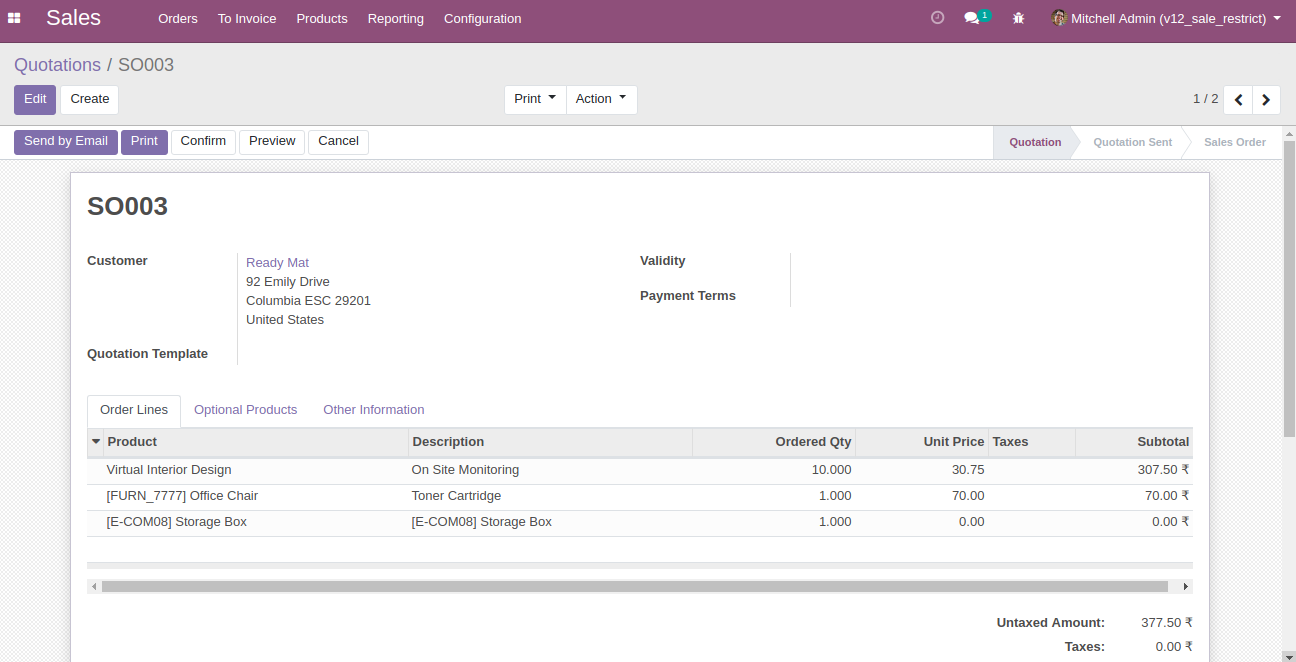 Sales Orders To Invoice Products Reporting Configuration 1 Mitchell Admin (v12_sale_restrict)
Quotations / SO003
Edit Create Print Action 1 / 2
Send by Email Print Confirm Preview Cancel Quotation Quotation Sent Sales Order
SO003
Customer Ready Mat Validity
92 Emily Drive
Columbia ESC 29201 Payment Terms
United States
Quotation Template
Order Lines Optional Products Other Information
Product Description Ordered Qty Unit Price Taxes Subtotal
Virtual Interior Design On Site Monitoring 10.000 30.75 307.50 ₹
[FURN_7777] Office Chair Toner Cartridge 1.000 70.00 70.00 ₹
[E-COM08] Storage Box [E-COM08] Storage Box 1.000 0.00 0.00 ₹
Untaxed Amount: 377.50 ₹
Taxes: 0.00 ₹